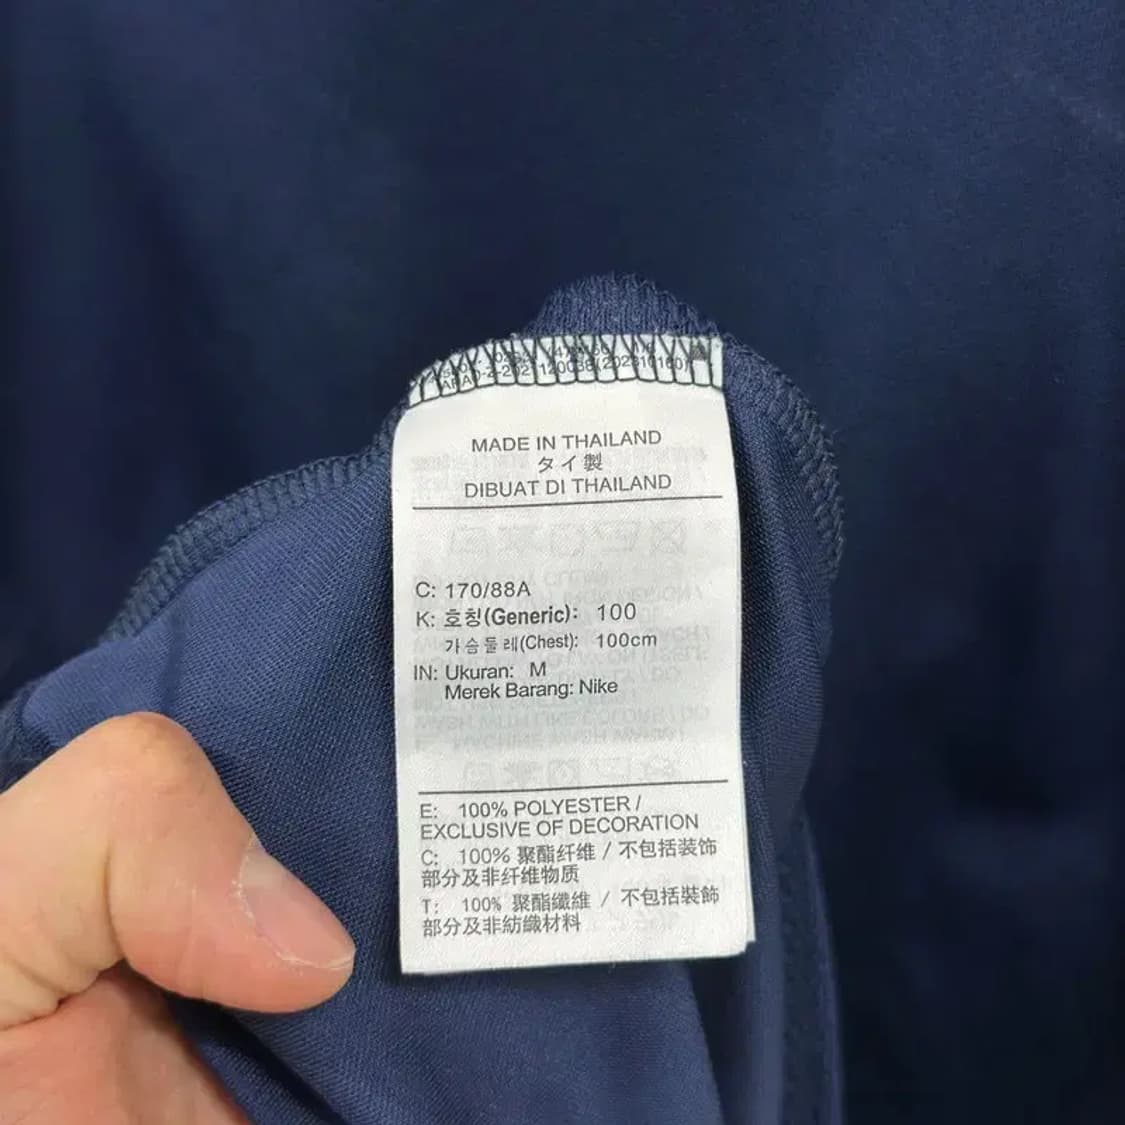 MADE IN THAILAND
タイ製
DIBUAT DI THAILAND
C: 170/88A
K: 호칭(Generic): 100
가슴둘레(Chest): 100cm
IN: Ukuran: M
Merek Barang: Nike
E: 100% POLYESTER /
EXCLUSIVE OF DECORATION
C: 100% 聚酯纤维 / 不包括装饰
部分及非纤维物质
T: 100% 聚酯纖維 / 不包括裝飾
部分及非紡織材料